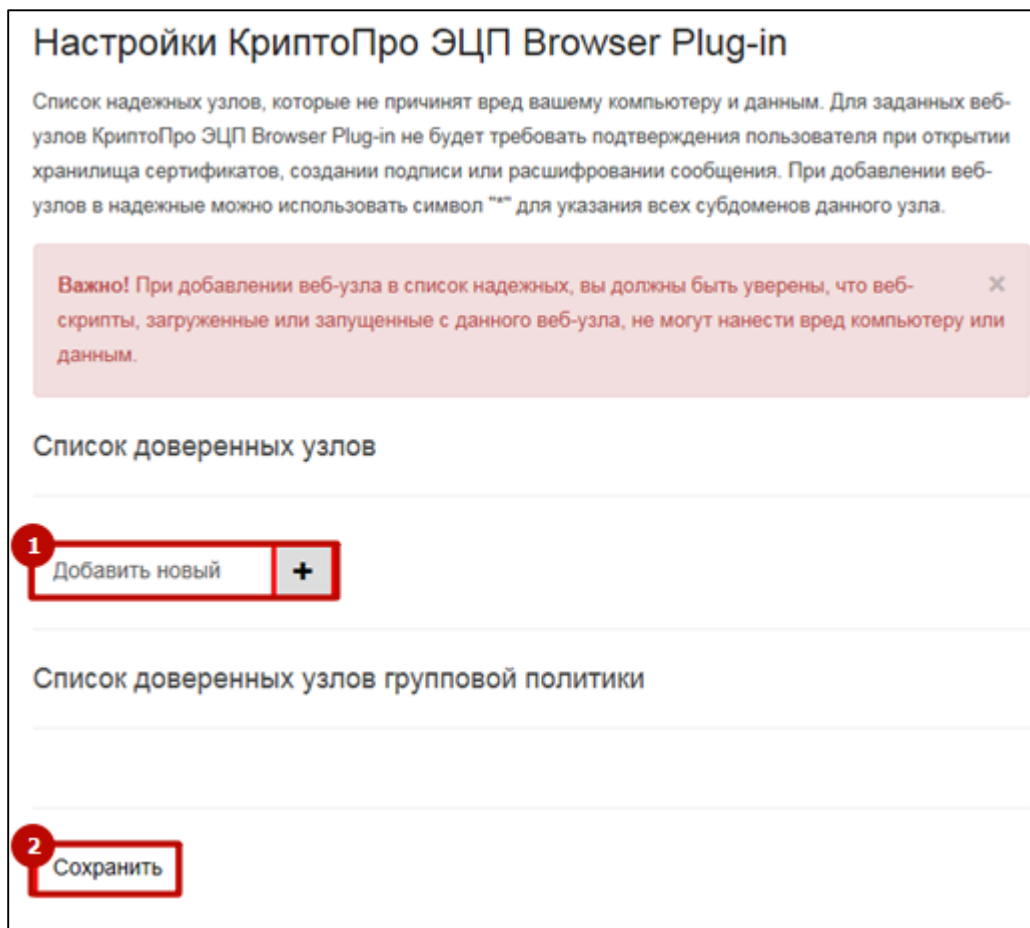 Настройки КриптоПро ЭЦП Browser Plug-in
Список надежных узлов, которые не причинят вред вашему компьютеру и данным. Для заданных веб-
узлов КриптоПро ЭЦП Browser Plug-in не будет требовать подтверждения пользователя при открытии
хранилища сертификатов, создании подписи или расшифровании сообщения. При добавлении веб-
узлов в надежные можно использовать символ "*" для указания всех субдоменов данного узла.
Важно! При добавлении веб-узла в список надежных, вы должны быть уверены, что веб-
скрипты, загруженные или запущенные с данного веб-узла, не могут нанести вред компьютеру или
данным.
×
Список доверенных узлов
1
Добавить новый +
Список доверенных узлов групповой политики
2
Сохранить